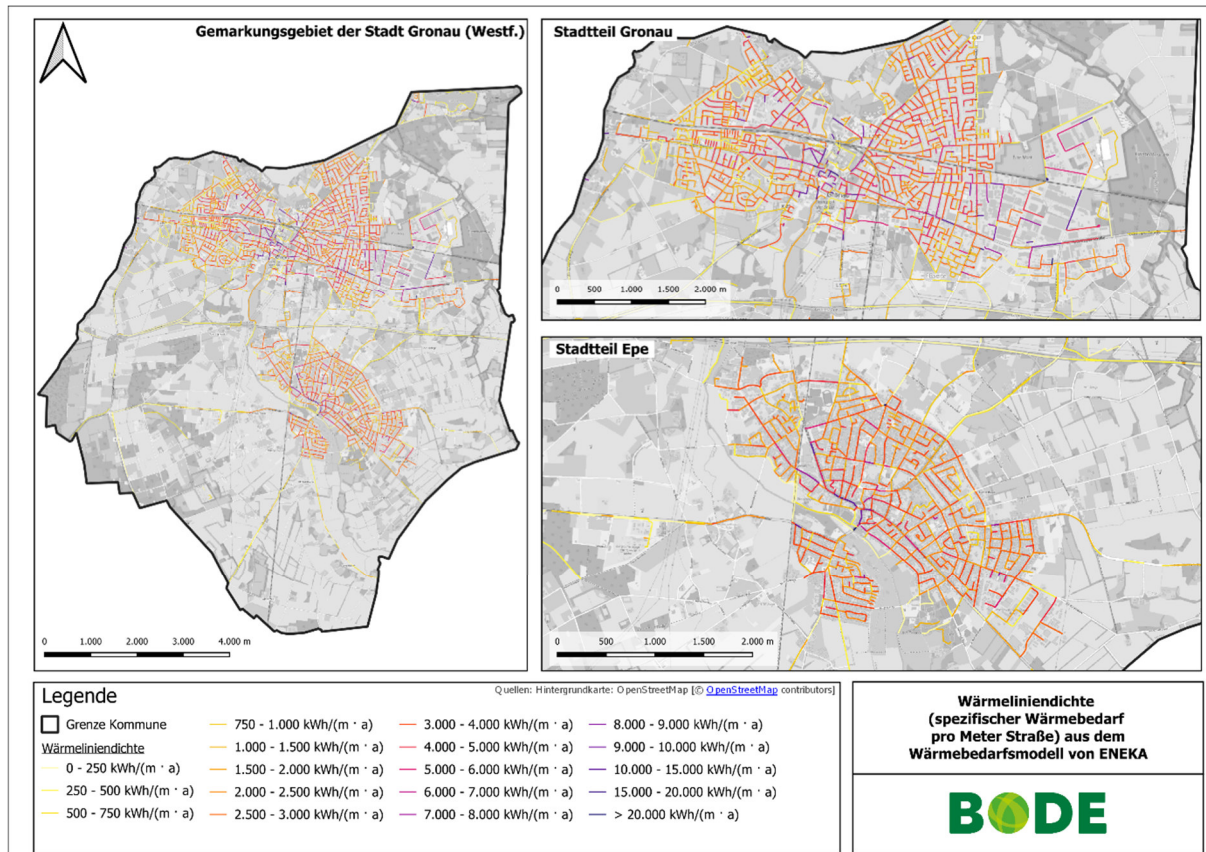 Gemarkungsgebiet der Stadt Gronau (Westf.)
0 1.000 2.000 3.000 4.000 m
Stadtteil Gronau
0 500 1.000 1.500 2.000 m
Stadtteil Epe
0 500 1.000 1.500 2.000 m
Legende
Quellen: Hintergrundkarte: OpenStreetMap [© OpenStreetMap contributors]
Grenze Kommune
Wärmeliniendichte
0 - 250 kWh/(m · a)
250 - 500 kWh/(m · a)
500 - 750 kWh/(m · a)
750 - 1.000 kWh/(m · a)
1.000 - 1.500 kWh/(m · a)
1.500 - 2.000 kWh/(m · a)
2.000 - 2.500 kWh/(m · a)
2.500 - 3.000 kWh/(m · a)
3.000 - 4.000 kWh/(m · a)
4.000 - 5.000 kWh/(m · a)
5.000 - 6.000 kWh/(m · a)
6.000 - 7.000 kWh/(m · a)
7.000 - 8.000 kWh/(m · a)
8.000 - 9.000 kWh/(m · a)
9.000 - 10.000 kWh/(m · a)
10.000 - 15.000 kWh/(m · a)
15.000 - 20.000 kWh/(m · a)
> 20.000 kWh/(m · a)
Wärmeliniendichte
(spezifischer Wärmebedarf
pro Meter Straße) aus dem
Wärmebedarfsmodell von ENEKA
BODE